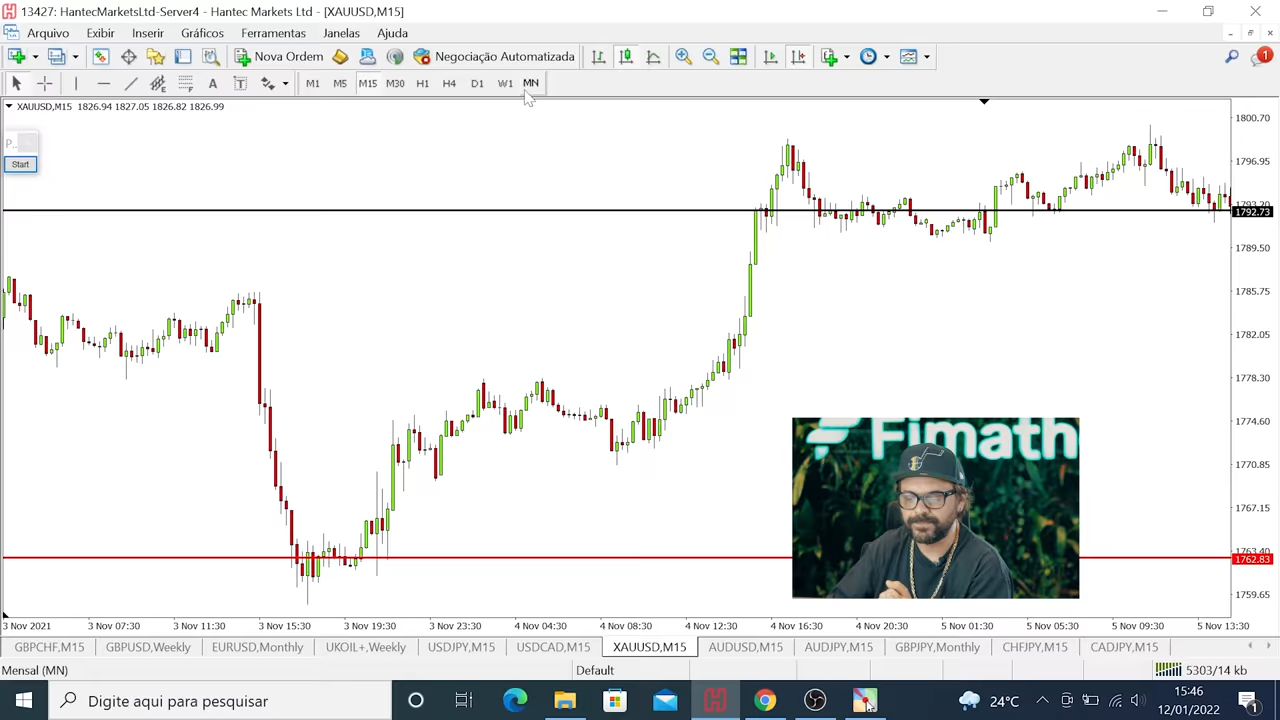 13427: HantecMarketsLtd-Server4 - Hantec Markets Ltd - [XAUUSD,M15]
Arquivo Exibir Inserir Gráficos Ferramentas Janelas Ajuda
Nova Ordem Negociação Automatizada 1
A T M1 M5 M15 M30 H1 H4 D1 W1 MN
XAUUSD,M15 1826.94 1827.05 1826.82 1826.99
P...
Start
1800.70
1796.95
1793.20
1792.73
1789.50
1785.75
1782.05
1778.30
1774.60
1770.85
1767.15
1763.40
1762.83
1759.65
Fimathe
3 Nov 2021 3 Nov 07:30 3 Nov 11:30 3 Nov 15:30 3 Nov 19:30 3 Nov 23:30 4 Nov 04:30 4 Nov 08:30 4 Nov 12:30 4 Nov 16:30 4 Nov 20:30 5 Nov 01:30 5 Nov 05:30 5 Nov 09:30 5 Nov 13:30
GBPCHF,M15 GBPUSD,Weekly EURUSD,Monthly UKOIL+,Weekly USDJPY,M15 USDCAD,M15 XAUUSD,M15 AUDUSD,M15 AUDJPY,M15 GBPJPY,Monthly CHFJPY,M15 CADJPY,M15
Mensal (MN) Default 5303/14 kb
Digite aqui para pesquisar 24°C 15:46
12/01/2022 1